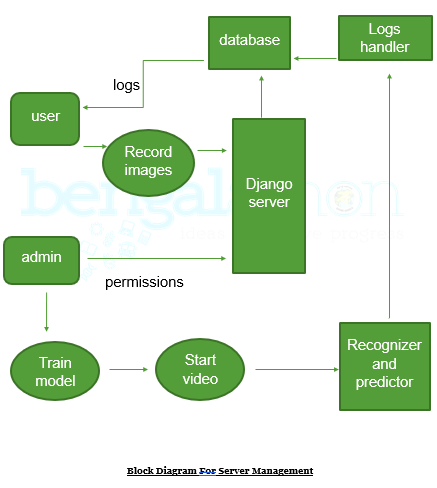 Logs
handler
database
logs
user
Record
images
Django
server
admin
permissions
Recognizer
and
predictor
Train
model
Start
video
Block Diagram For Server Management